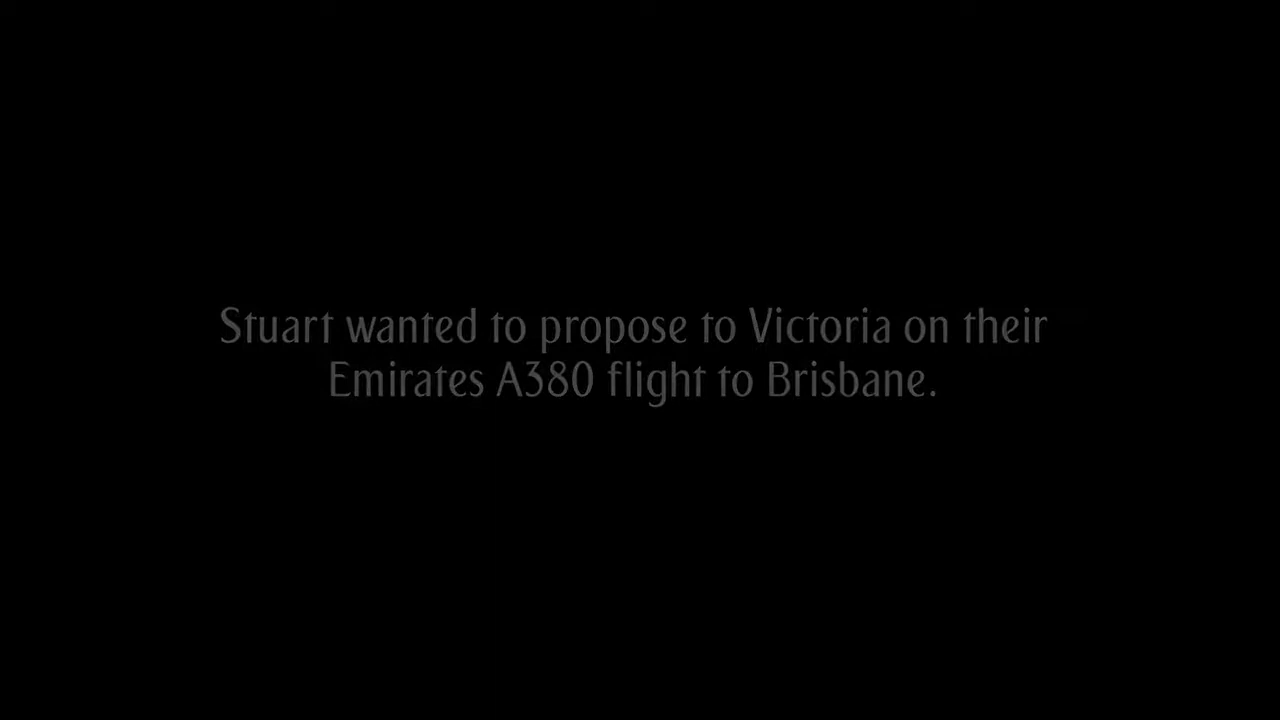 Stuart wanted to propose to Victoria on their
Emirates A380 flight to Brisbane.